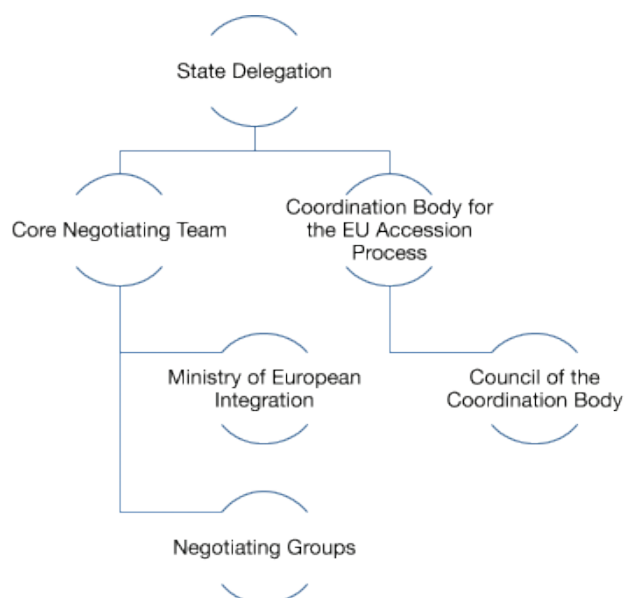 State Delegation
Core Negotiating Team
Coordination Body for
the EU Accession
Process
Ministry of European
Integration
Council of the
Coordination Body
Negotiating Groups